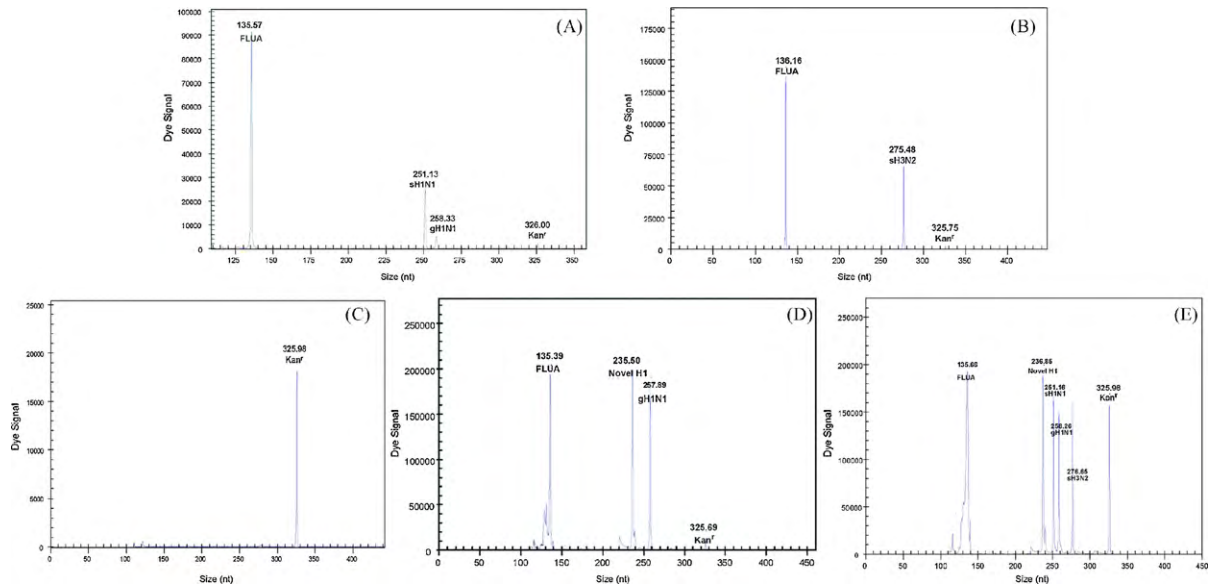 (A)
100000
90000
80000
70000
60000
50000
40000
30000
20000
10000
0
Dye Signal
135.57
FLUA
251.13
sH1N1
258.33
gH1N1
326.00
Kanʳ
125 150 175 200 225 250 275 300 325 350
Size (nt)
(B)
175000
150000
125000
100000
75000
50000
25000
0
Dye Signal
136.16
FLUA
275.48
sH3N2
325.75
Kanʳ
0 50 100 150 200 250 300 350 400
Size (nt)
(C)
25000
20000
15000
10000
5000
0
Dye Signal
325.98
Kanʳ
0 50 100 150 200 250 300 350 400
Size (nt)
(D)
250000
200000
150000
100000
50000
0
Dye Signal
135.39
FLUA
235.50
Novel H1
257.89
gH1N1
325.69
Kanʳ
0 50 100 150 200 250 300 350 400 450
Size (nt)
(E)
250000
200000
150000
100000
50000
0
Dye Signal
FLUA
Novel H1
251.16
sH1N1
258.26
gH1N1
sH3N2
325.98
Kanʳ
0 50 100 150 200 250 300 350 400 450
Size (nt)